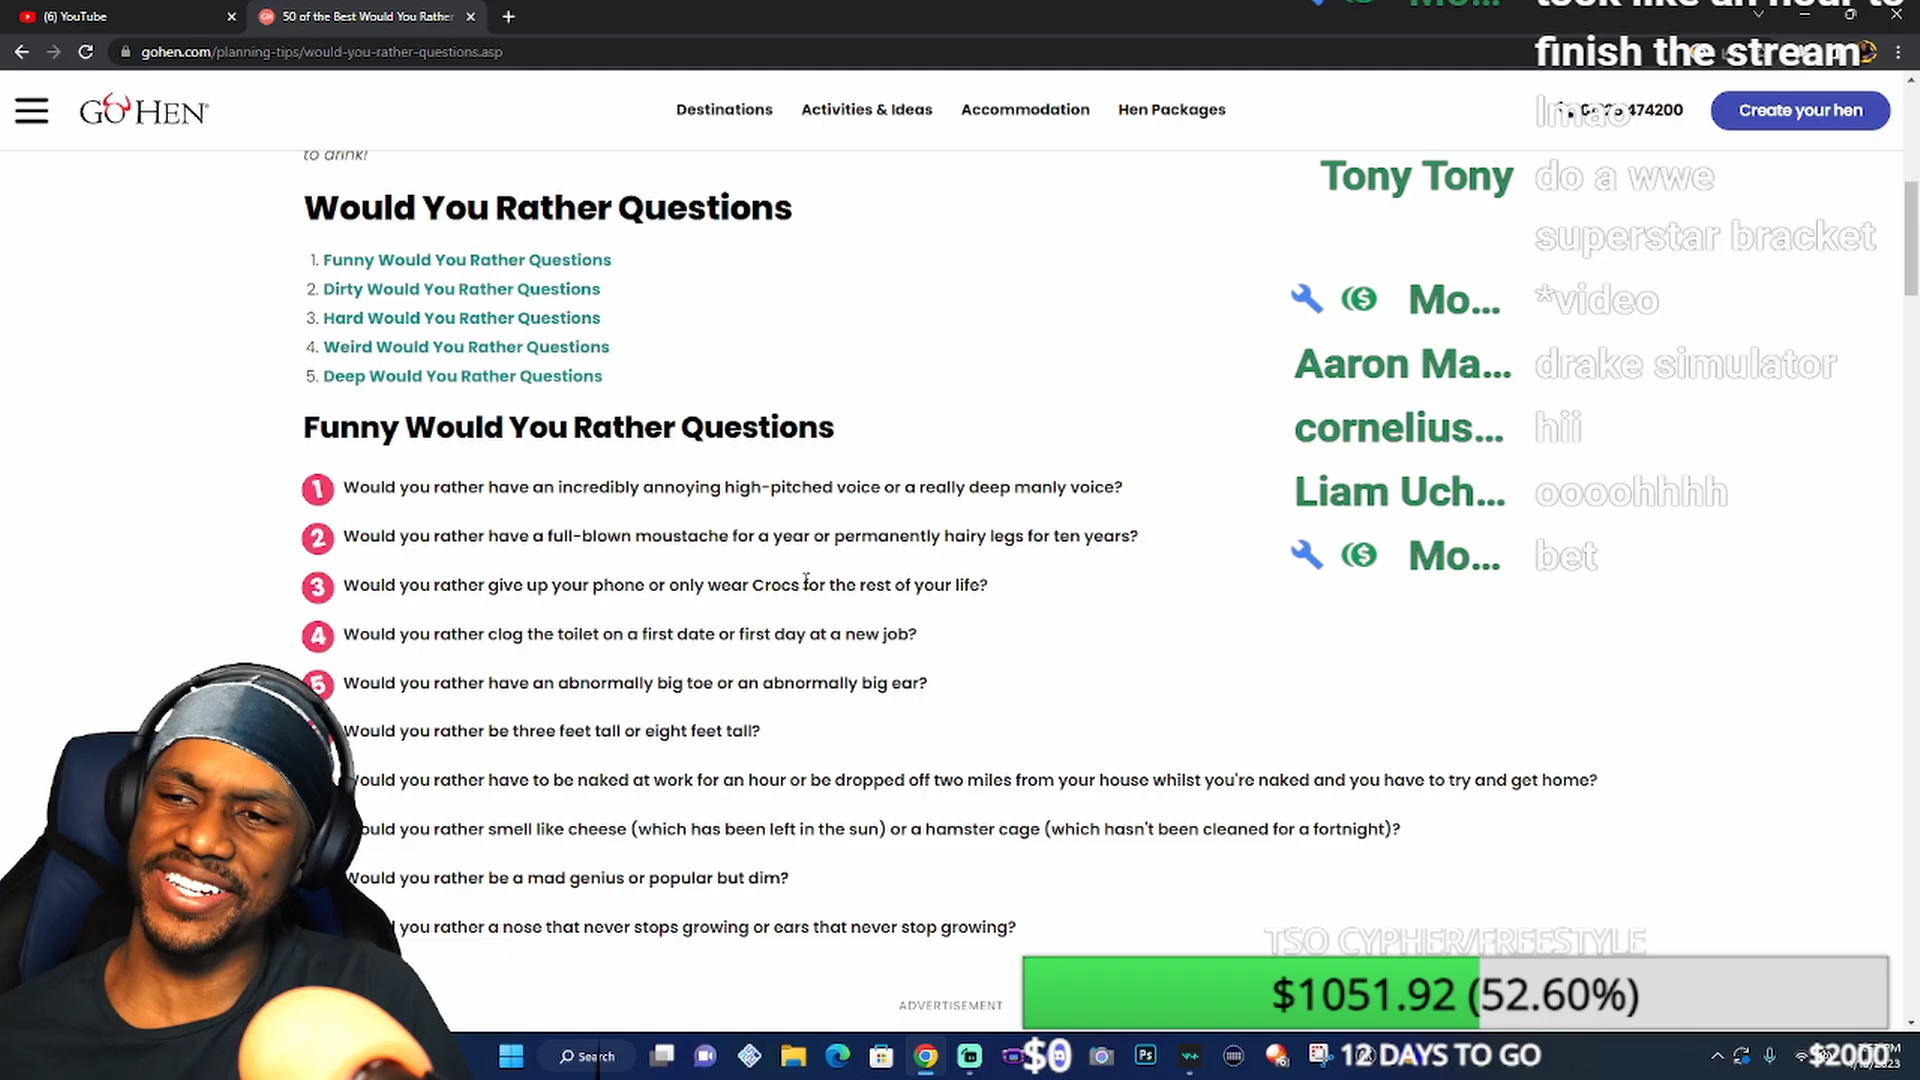 (6) YouTube
50 of the Best Would You Rather
gohen.com/planning-tips/would-you-rather-questions.asp
finish the stream
lmao
GO HEN
Destinations
Activities & Ideas
Accommodation
Hen Packages
474200
Create your hen
to drink!
Would You Rather Questions
1. Funny Would You Rather Questions
2. Dirty Would You Rather Questions
3. Hard Would You Rather Questions
4. Weird Would You Rather Questions
5. Deep Would You Rather Questions
Funny Would You Rather Questions
1 Would you rather have an incredibly annoying high-pitched voice or a really deep manly voice?
2 Would you rather have a full-blown moustache for a year or permanently hairy legs for ten years?
3 Would you rather give up your phone or only wear Crocs for the rest of your life?
4 Would you rather clog the toilet on a first date or first day at a new job?
5 Would you rather have an abnormally big toe or an abnormally big ear?
Would you rather be three feet tall or eight feet tall?
ould you rather have to be naked at work for an hour or be dropped off two miles from your house whilst you're naked and you have to try and get home?
ould you rather smell like cheese (which has been left in the sun) or a hamster cage (which hasn't been cleaned for a fortnight)?
Would you rather be a mad genius or popular but dim?
you rather a nose that never stops growing or ears that never stop growing?
ADVERTISEMENT
Tony Tony do a wwe
superstar bracket
Mo... *video
Aaron Ma... drake simulator
cornelius... hii
Liam Uch... oooohhhh
Mo... bet
TSO CYPHER/FREESTYLE
$1051.92 (52.60%)
Search
$0
Ps
12 DAYS TO GO
$2000